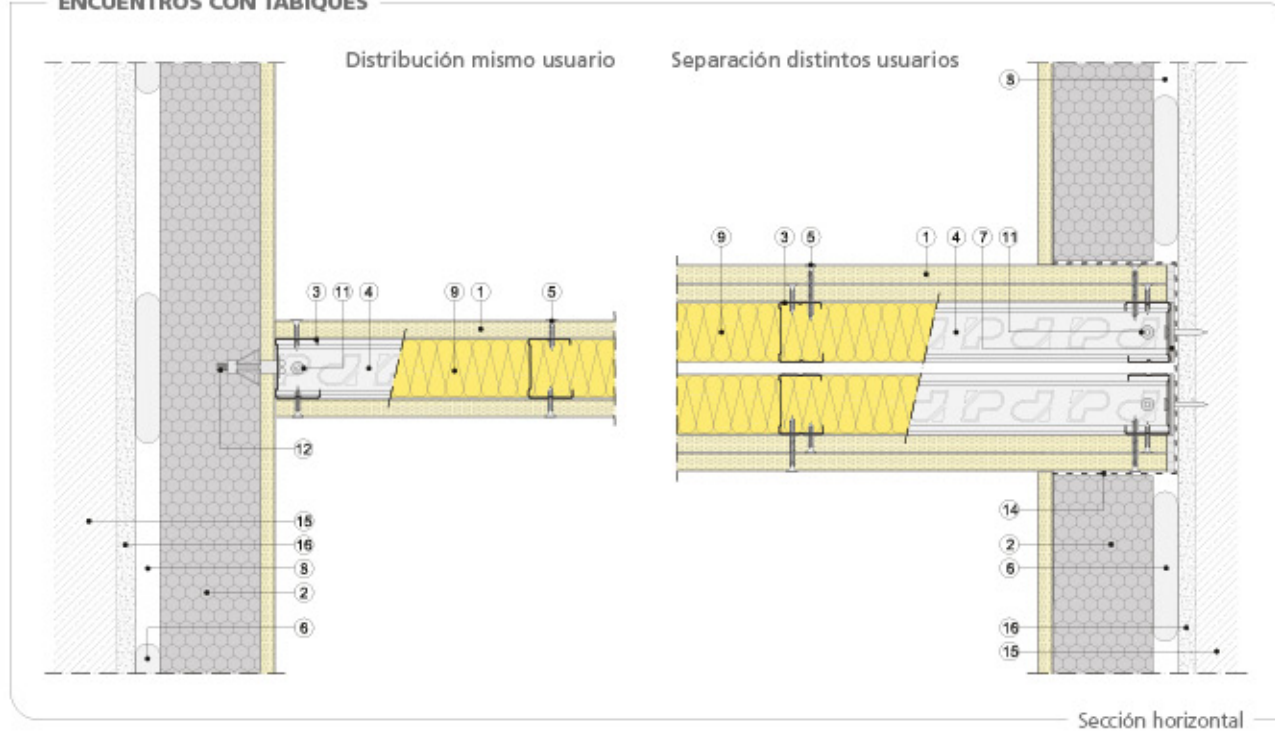 ENCUENTROS CON TABIQUES
Distribución mismo usuario
Separación distintos usuarios
8
9 3 5 1 4 7 11
3 11 4 9 1 5
12
14
15
16
8
2
6
2
6
16
15
Sección horizontal